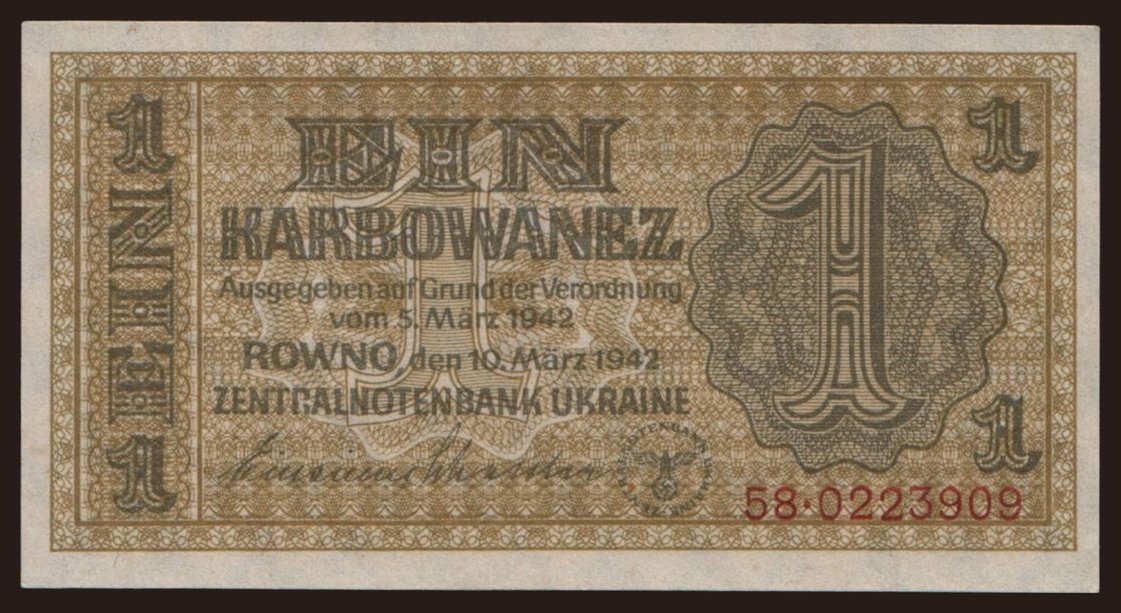 1 EIN 1
EIN
KARBOWANEZ
Ausgegeben auf Grund der Verordnung
vom 5. März 1942
ROWNO, den 10. März 1942
ZENTRALNOTENBANK UKRAINE
1
1
1
1
58·0223909